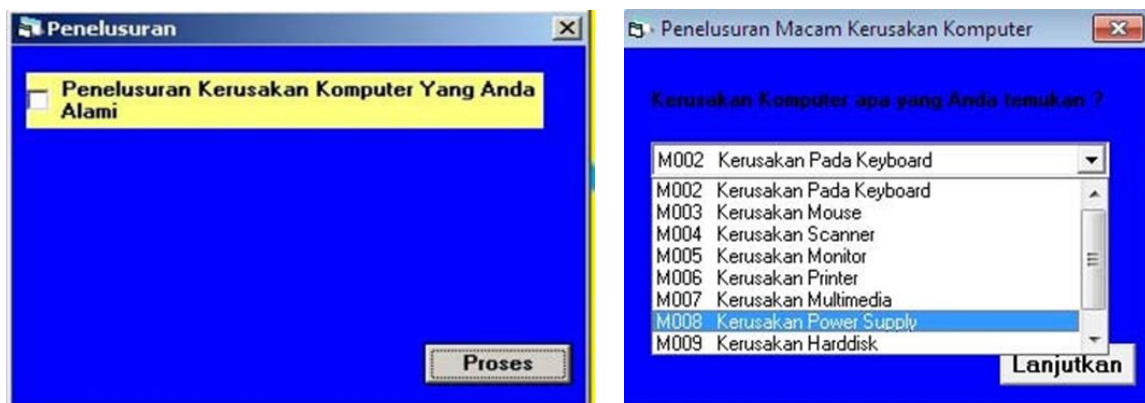 Penelusuran
Penelusuran Kerusakan Komputer Yang Anda
Alami
Proses
Penelusuran Macam Kerusakan Komputer
Kerusakan Komputer apa yang Anda temukan ?
M002 Kerusakan Pada Keyboard
M002 Kerusakan Pada Keyboard
M003 Kerusakan Mouse
M004 Kerusakan Scanner
M005 Kerusakan Monitor
M006 Kerusakan Printer
M007 Kerusakan Multimedia
M008 Kerusakan Power Supply
M009 Kerusakan Harddisk
Lanjutkan